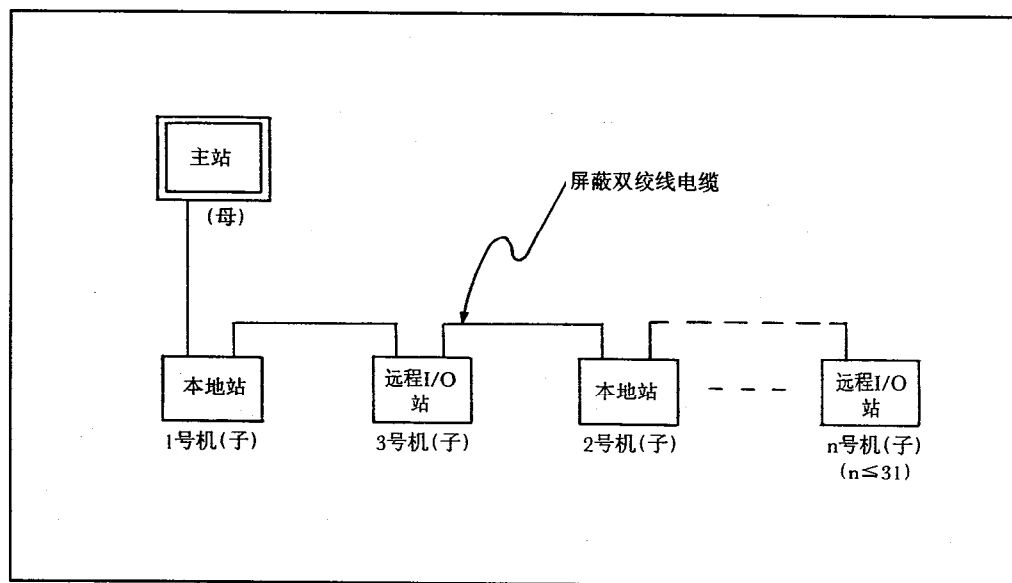 主站
(母)
屏蔽双绞线电缆
本地站
远程I/O
站
本地站
远程I/O
站
1号机(子)
3号机(子)
2号机(子)
n号机(子)
(n≦31)